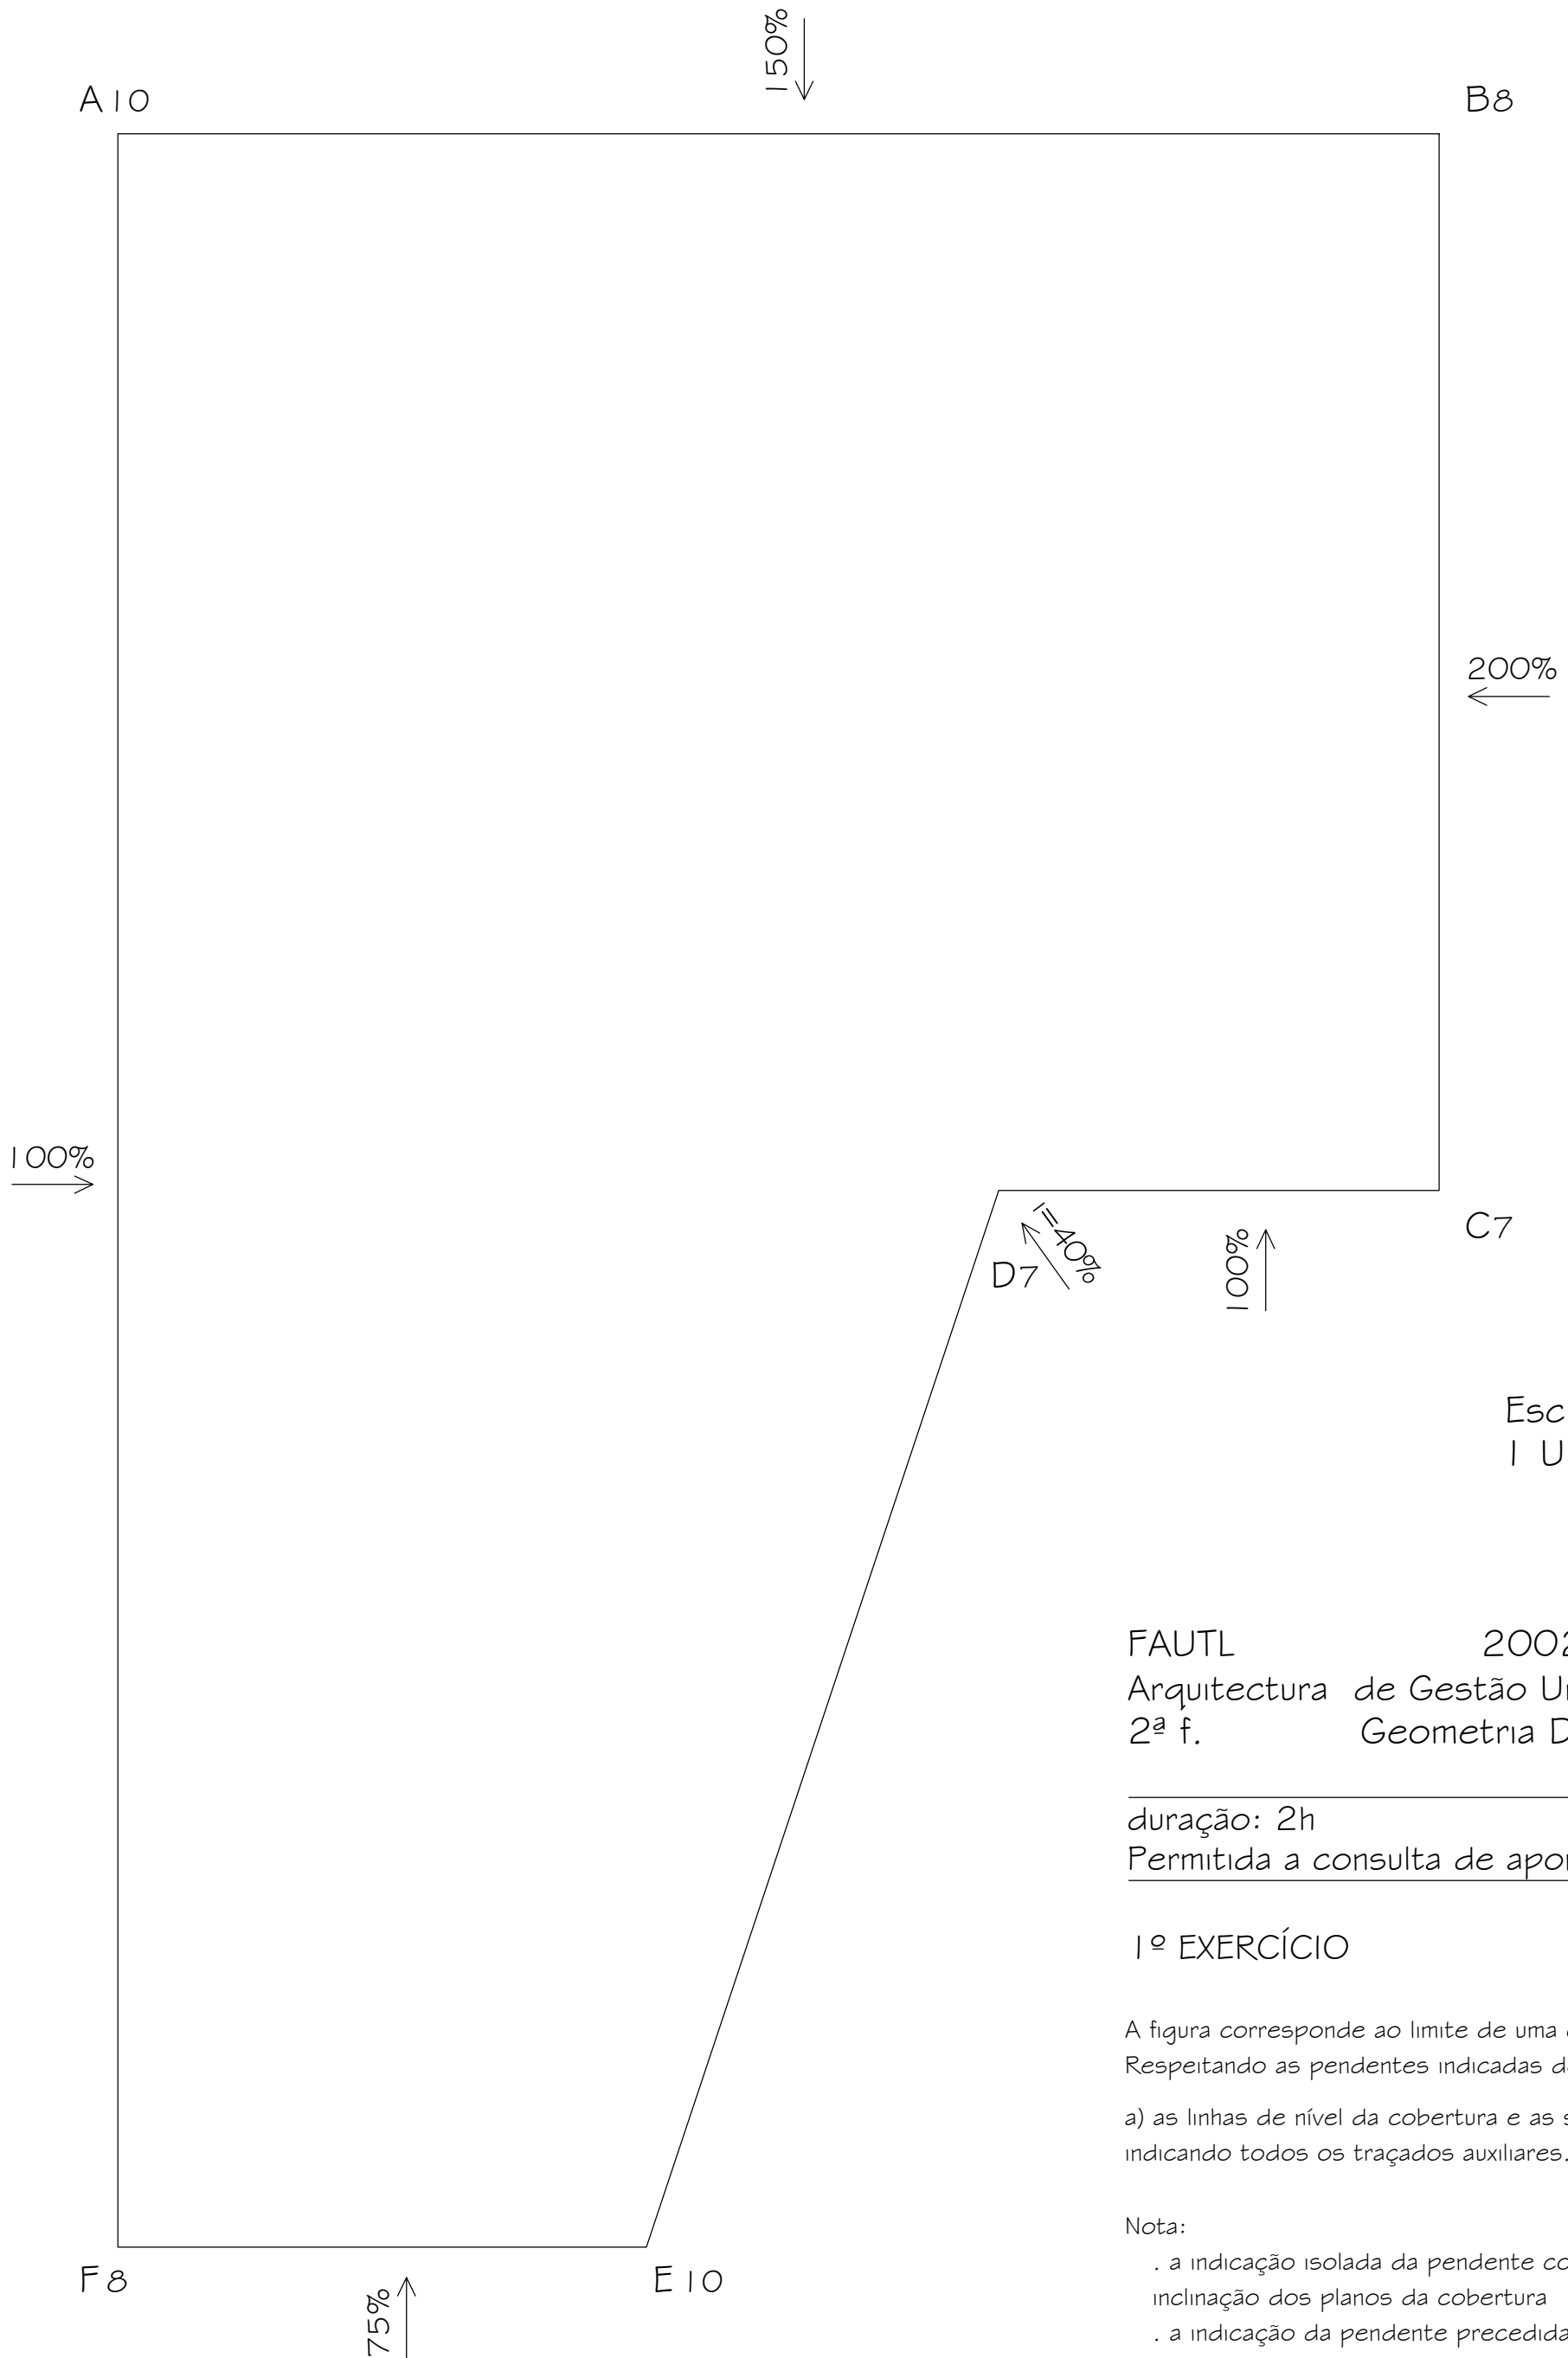 150%
A10
B8
200%
100%
i=40%
D7
100%
C7
Esc
1 U
FAUTL 2002
Arquitectura de Gestão
2ª f. Geometria D
duração: 2h
Permitida a consulta de
1º EXERCÍCIO
A figura corresponde ao limite de uma
Respeitando as pendentes indicadas
a) as linhas de nível da cobertura e as
indicando todos os traçados auxiliares.
Nota:
F8
E10
. a indicação isolada da pendente
75%
inclinação dos planos da cobertura
. a indicação da pendente precedida